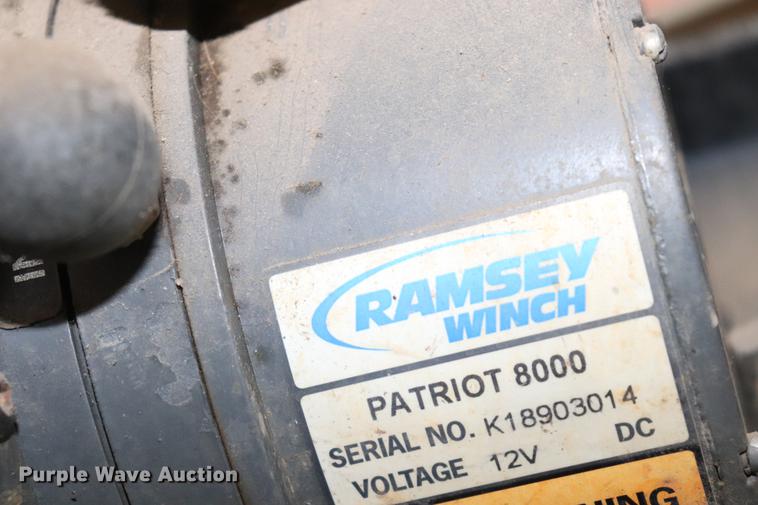 RAMSEY
WINCH
PATRIOT 8000
SERIAL NO. K18903014
VOLTAGE 12V DC
Purple Wave Auction